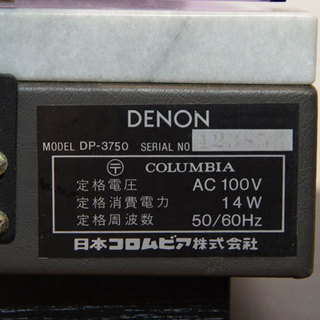 DENON
MODEL DP-3750 SERIAL NO
〒 COLUMBIA
定格電圧 AC 100V
定格消費電力 14W
定格周波数 50/60Hz
日本コロムビア株式会社